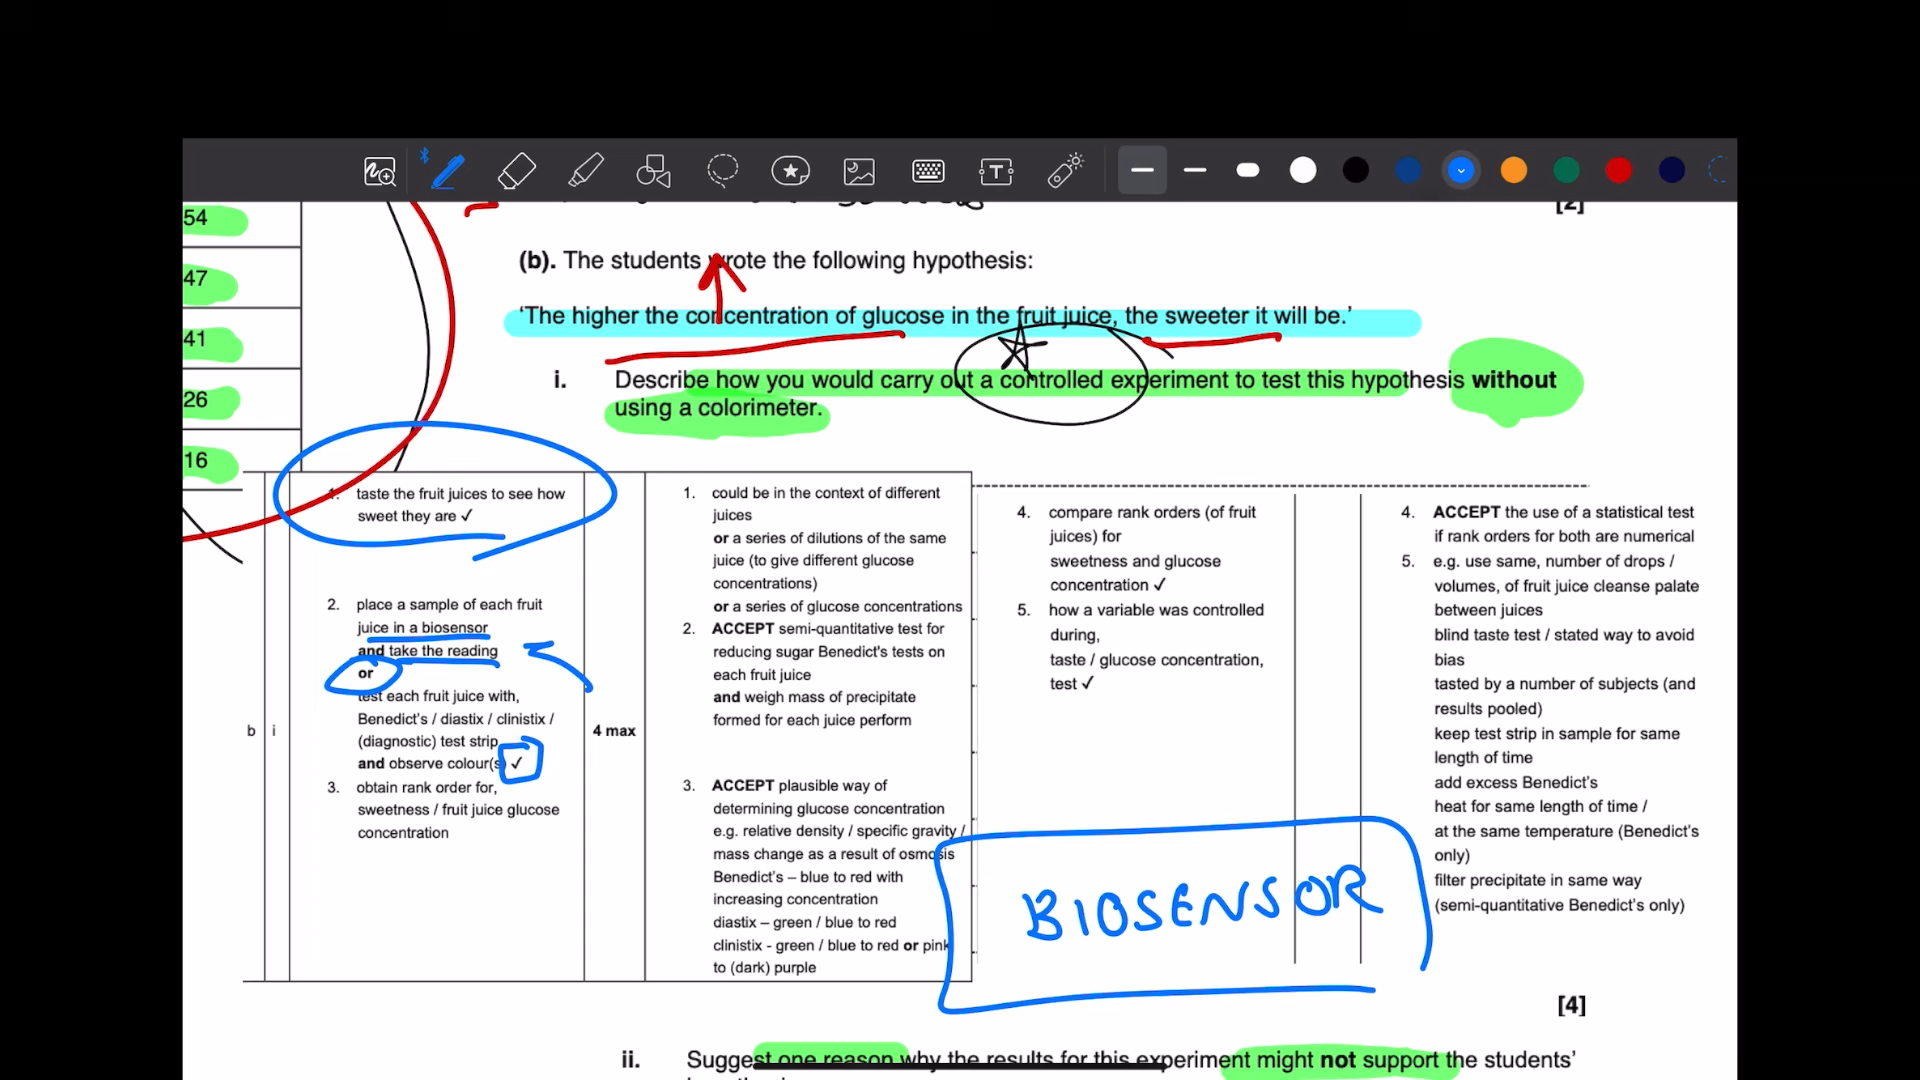 [2]
54
47
41
26
16
(b). The students wrote the following hypothesis:
‘The higher the concentration of glucose in the fruit juice, the sweeter it will be.’
i. Describe how you would carry out a controlled experiment to test this hypothesis without
using a colorimeter.
b i
1. taste the fruit juices to see how
sweet they are ✓
2. place a sample of each fruit
juice in a biosensor
and take the reading
or
test each fruit juice with,
Benedict's / diastix / clinistix /
(diagnostic) test strip
and observe colour(s) ✓
3. obtain rank order for,
sweetness / fruit juice glucose
concentration
4 max
1. could be in the context of different
juices
or a series of dilutions of the same
juice (to give different glucose
concentrations)
or a series of glucose concentrations
2. ACCEPT semi-quantitative test for
reducing sugar Benedict's tests on
each fruit juice
and weigh mass of precipitate
formed for each juice perform
3. ACCEPT plausible way of
determining glucose concentration
e.g. relative density / specific gravity /
mass change as a result of osmosis
Benedict's – blue to red with
increasing concentration
diastix – green / blue to red
clinistix - green / blue to red or pink
to (dark) purple
4. compare rank orders (of fruit
juices) for
sweetness and glucose
concentration ✓
5. how a variable was controlled
during,
taste / glucose concentration,
test ✓
4. ACCEPT the use of a statistical test
if rank orders for both are numerical
5. e.g. use same, number of drops /
volumes, of fruit juice cleanse palate
between juices
blind taste test / stated way to avoid
bias
tasted by a number of subjects (and
results pooled)
keep test strip in sample for same
length of time
add excess Benedict's
heat for same length of time /
at the same temperature (Benedict's
only)
filter precipitate in same way
(semi-quantitative Benedict's only)
BIOSENSOR
[4]
ii. Suggest one reason why the results for this experiment might not support the students’